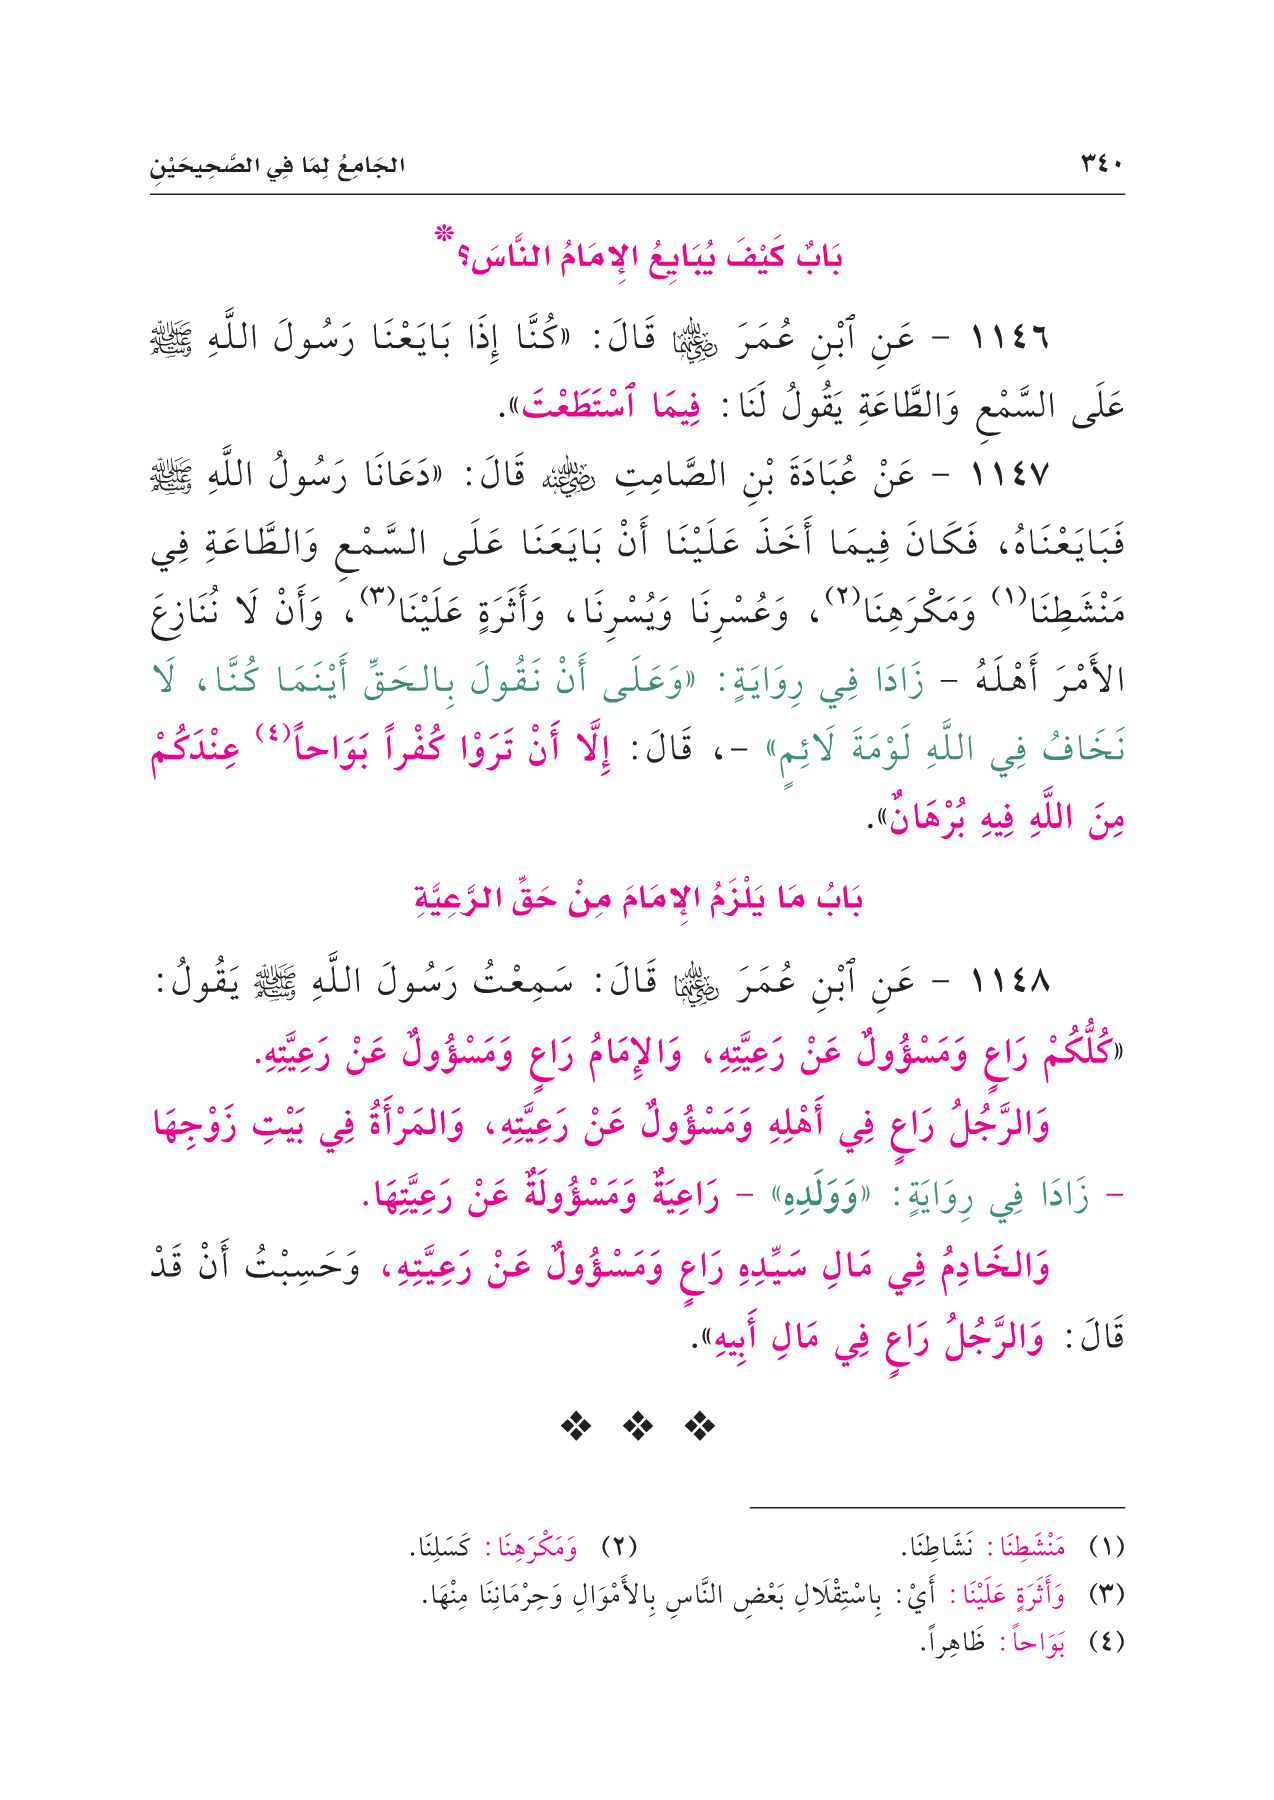 ٣٤٠ الجَامِعُ لِمَا فِي الصَّحِيحَيْنِ
بَابٌ كَيْفَ يُبَايِعُ الإِمَامُ النَّاسَ؟*
١١٤٦ - عَنِ ٱبْنِ عُمَرَ رضي الله عنهما قَالَ: «كُنَّا إِذَا بَايَعْنَا رَسُولَ اللَّهِ ﷺ
عَلَى السَّمْعِ وَالطَّاعَةِ يَقُولُ لَنَا: فِيمَا ٱسْتَطَعْتَ».
١١٤٧ - عَنْ عُبَادَةَ بْنِ الصَّامِتِ رضي الله عنه قَالَ: «دَعَانَا رَسُولُ اللَّهِ ﷺ
فَبَايَعْنَاهُ، فَكَانَ فِيمَا أَخَذَ عَلَيْنَا أَنْ بَايَعَنَا عَلَى السَّمْعِ وَالطَّاعَةِ فِي
مَنْشَطِنَا(١) وَمَكْرَهِنَا(٢)، وَعُسْرِنَا وَيُسْرِنَا، وَأَثَرَةٍ عَلَيْنَا(٣)، وَأَنْ لَا نُنَازِعَ
الأَمْرَ أَهْلَهُ - زَادَا فِي رِوَايَةٍ: «وَعَلَى أَنْ نَقُولَ بِالحَقِّ أَيْنَمَا كُنَّا، لَا
نَخَافُ فِي اللَّهِ لَوْمَةَ لَائِمٍ» -، قَالَ: إِلَّا أَنْ تَرَوْا كُفْراً بَوَاحاً(٤) عِنْدَكُمْ
مِنَ اللَّهِ فِيهِ بُرْهَانٌ».
بَابُ مَا يَلْزَمُ الإِمَامَ مِنْ حَقِّ الرَّعِيَّةِ
١١٤٨ - عَنِ ٱبْنِ عُمَرَ رضي الله عنهما قَالَ: سَمِعْتُ رَسُولَ اللَّهِ ﷺ يَقُولُ:
«كُلُّكُمْ رَاعٍ وَمَسْؤُولٌ عَنْ رَعِيَّتِهِ، وَالإِمَامُ رَاعٍ وَمَسْؤُولٌ عَنْ رَعِيَّتِهِ.
وَالرَّجُلُ رَاعٍ فِي أَهْلِهِ وَمَسْؤُولٌ عَنْ رَعِيَّتِهِ، وَالمَرْأَةُ فِي بَيْتِ زَوْجِهَا
- زَادَا فِي رِوَايَةٍ: «وَوَلَدِهِ» - رَاعِيَةٌ وَمَسْؤُولَةٌ عَنْ رَعِيَّتِهَا.
وَالخَادِمُ فِي مَالِ سَيِّدِهِ رَاعٍ وَمَسْؤُولٌ عَنْ رَعِيَّتِهِ، وَحَسِبْتُ أَنْ قَدْ
قَالَ: وَالرَّجُلُ رَاعٍ فِي مَالِ أَبِيهِ».
(١) مَنْشَطِنَا: نَشَاطِنَا. (٢) وَمَكْرَهِنَا: كَسَلِنَا.
(٣) وَأَثَرَةٍ عَلَيْنَا: أَيْ: بِاسْتِقْلَالِ بَعْضِ النَّاسِ بِالأَمْوَالِ وَحِرْمَانِنَا مِنْهَا.
(٤) بَوَاحاً: ظَاهِراً.